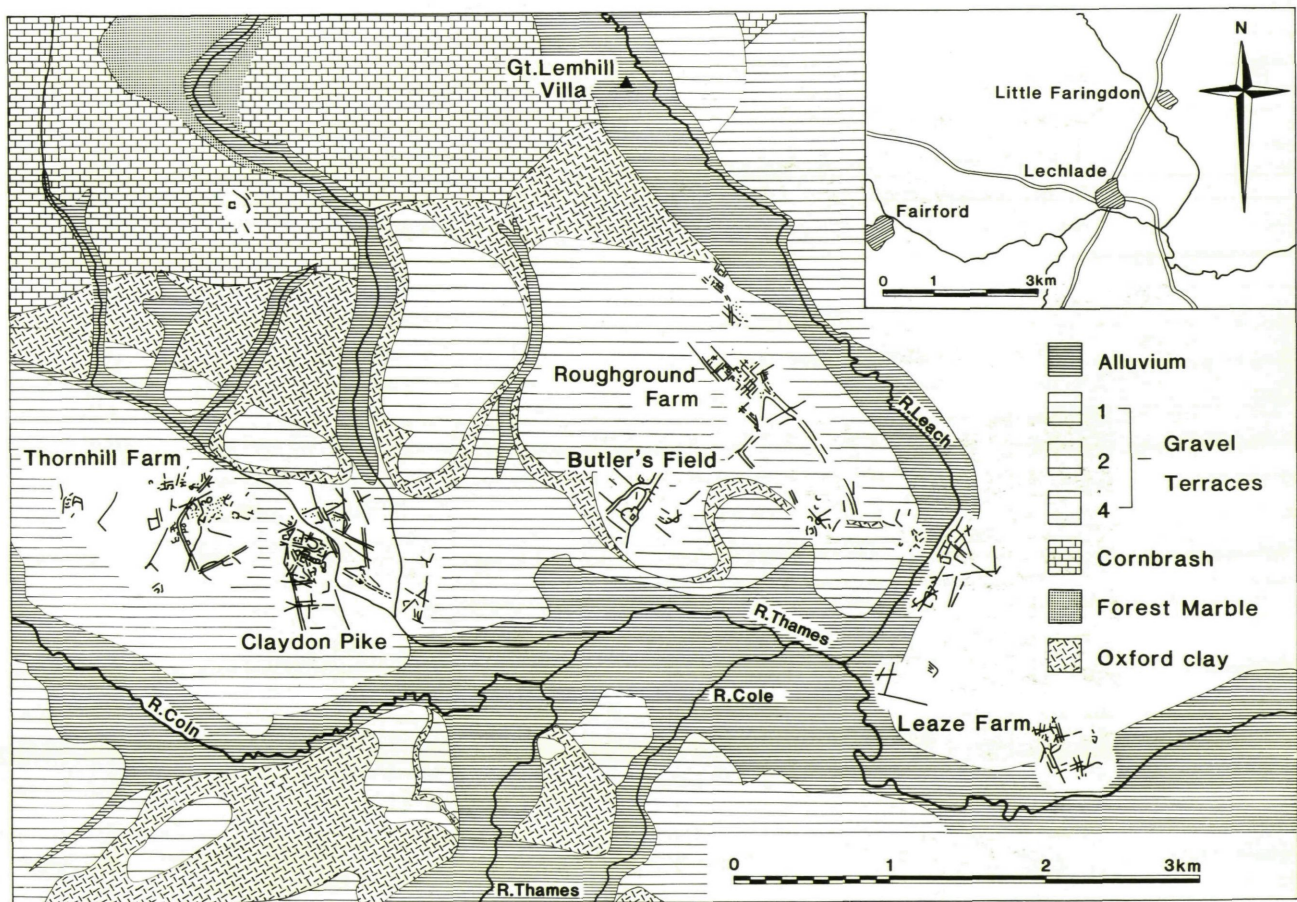 Gt.Lemhill
Villa
N
Little Faringdon
Lechlade
Fairford
0 1 3km
Alluvium
1
2
4
Gravel
Terraces
Cornbrash
Forest Marble
Oxford clay
Roughground
Farm
R.Leach
Thornhill Farm
Butler's Field
Claydon Pike
R.Thames
R.Coln
R.Cole
Leaze Farm
0 1 2 3km
R.Thames